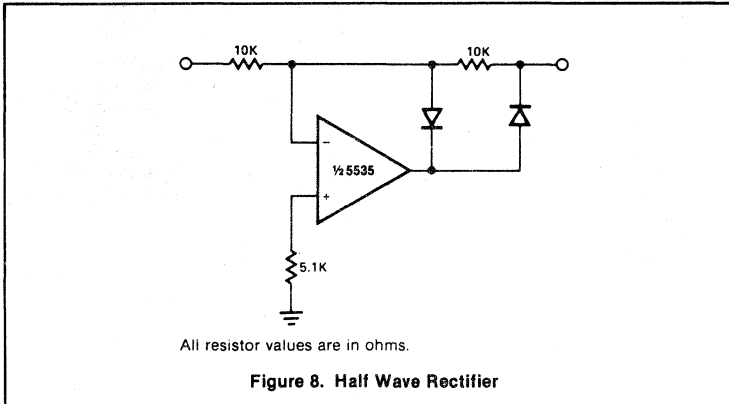 10K 10K
−
½ 5535
+
5.1K
All resistor values are in ohms.
Figure 8. Half Wave Rectifier